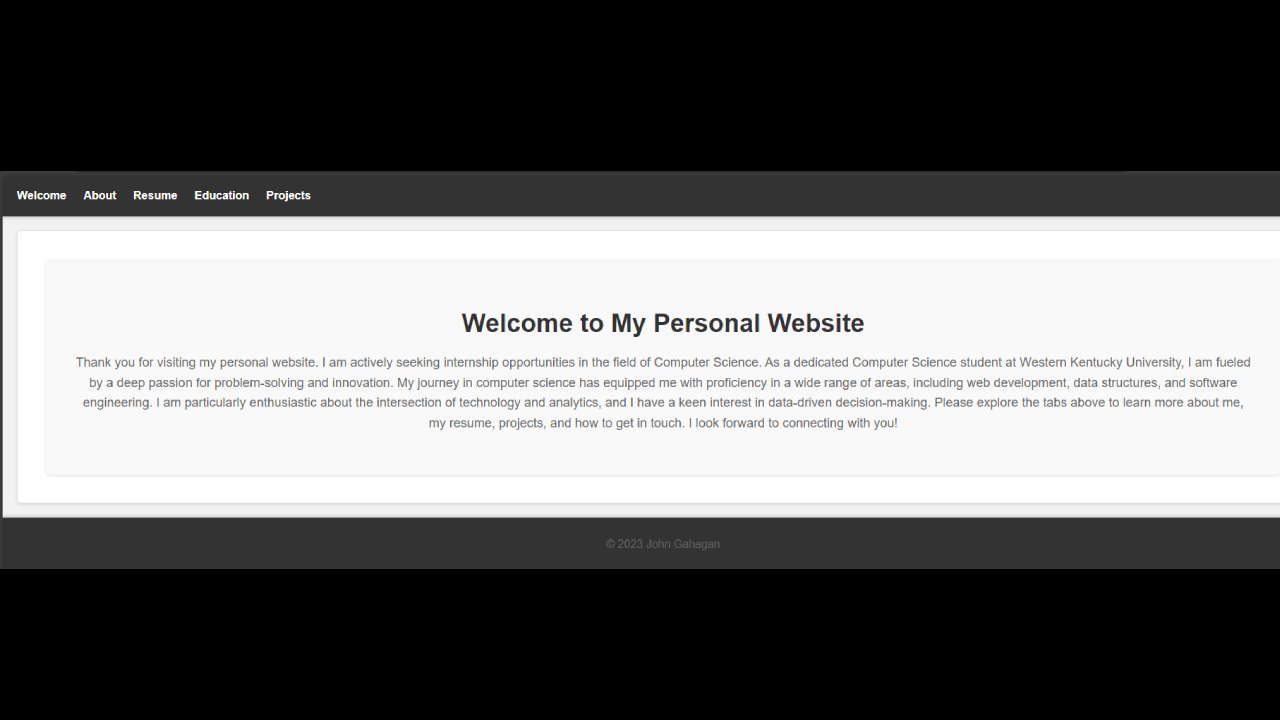 Welcome About Resume Education Projects
Welcome to My Personal Website
Thank you for visiting my personal website. I am actively seeking internship opportunities in the field of Computer Science. As a dedicated Computer Science student at Western Kentucky University, I am fueled
by a deep passion for problem-solving and innovation. My journey in computer science has equipped me with proficiency in a wide range of areas, including web development, data structures, and software
engineering. I am particularly enthusiastic about the intersection of technology and analytics, and I have a keen interest in data-driven decision-making. Please explore the tabs above to learn more about me,
my resume, projects, and how to get in touch. I look forward to connecting with you!
© 2023 John Gahagan